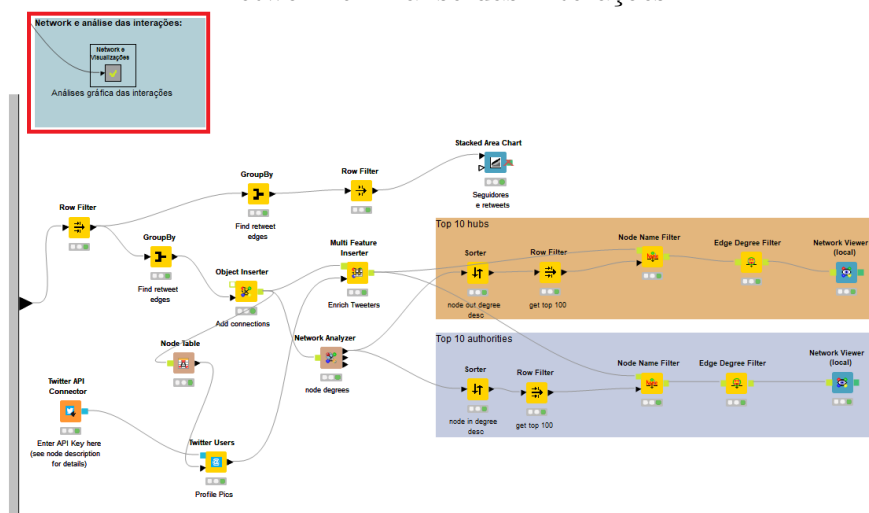 Network e análise das interações:
Network e
Visualizações
Análises gráfica das interações
Stacked Area Chart
Seguidores
e retweets
GroupBy
Find retweet
edges
Row Filter
Row Filter
GroupBy
Find retweet
edges
Object Inserter
Add connections
Multi Feature
Inserter
Enrich Tweeters
Node Table
Network Analyzer
node degrees
Twitter API
Connector
Enter API Key here
(see node description
for details)
Twitter Users
Profile Pics
Top 10 hubs
Sorter
node out degree
desc
Row Filter
get top 100
Node Name Filter
Edge Degree Filter
Network Viewer
(local)
Top 10 authorities
Sorter
node in degree
desc
Row Filter
get top 100
Node Name Filter
Edge Degree Filter
Network Viewer
(local)